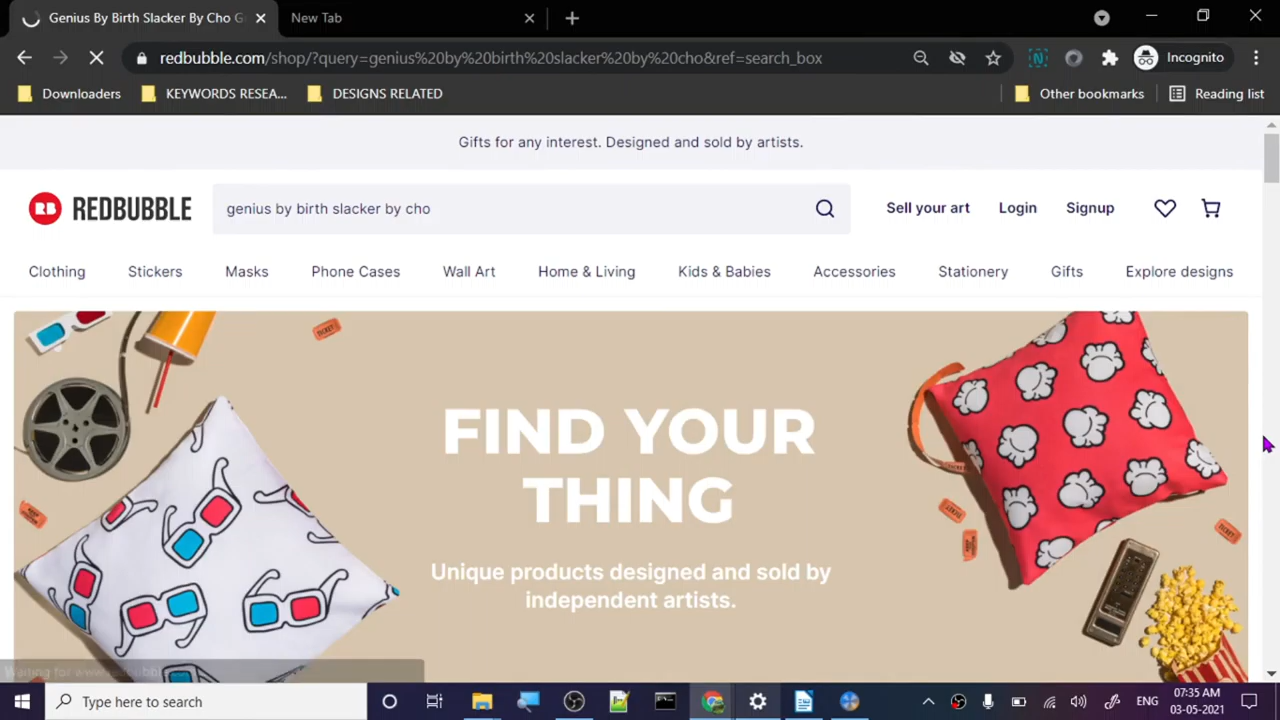 Genius By Birth Slacker By Cho G
New Tab
redbubble.com/shop/?query=genius%20by%20birth%20slacker%20by%20cho&ref=search_box
Incognito
Downloaders
KEYWORDS RESEA...
DESIGNS RELATED
Other bookmarks
Reading list
Gifts for any interest. Designed and sold by artists.
RB REDBUBBLE
genius by birth slacker by cho
Sell your art
Login
Signup
Clothing
Stickers
Masks
Phone Cases
Wall Art
Home & Living
Kids & Babies
Accessories
Stationery
Gifts
Explore designs
TICKET
FIND YOUR
THING
Unique products designed and sold by
independent artists.
TICKET
TICKET
Type here to search
ENG
07:35 AM
03-05-2021